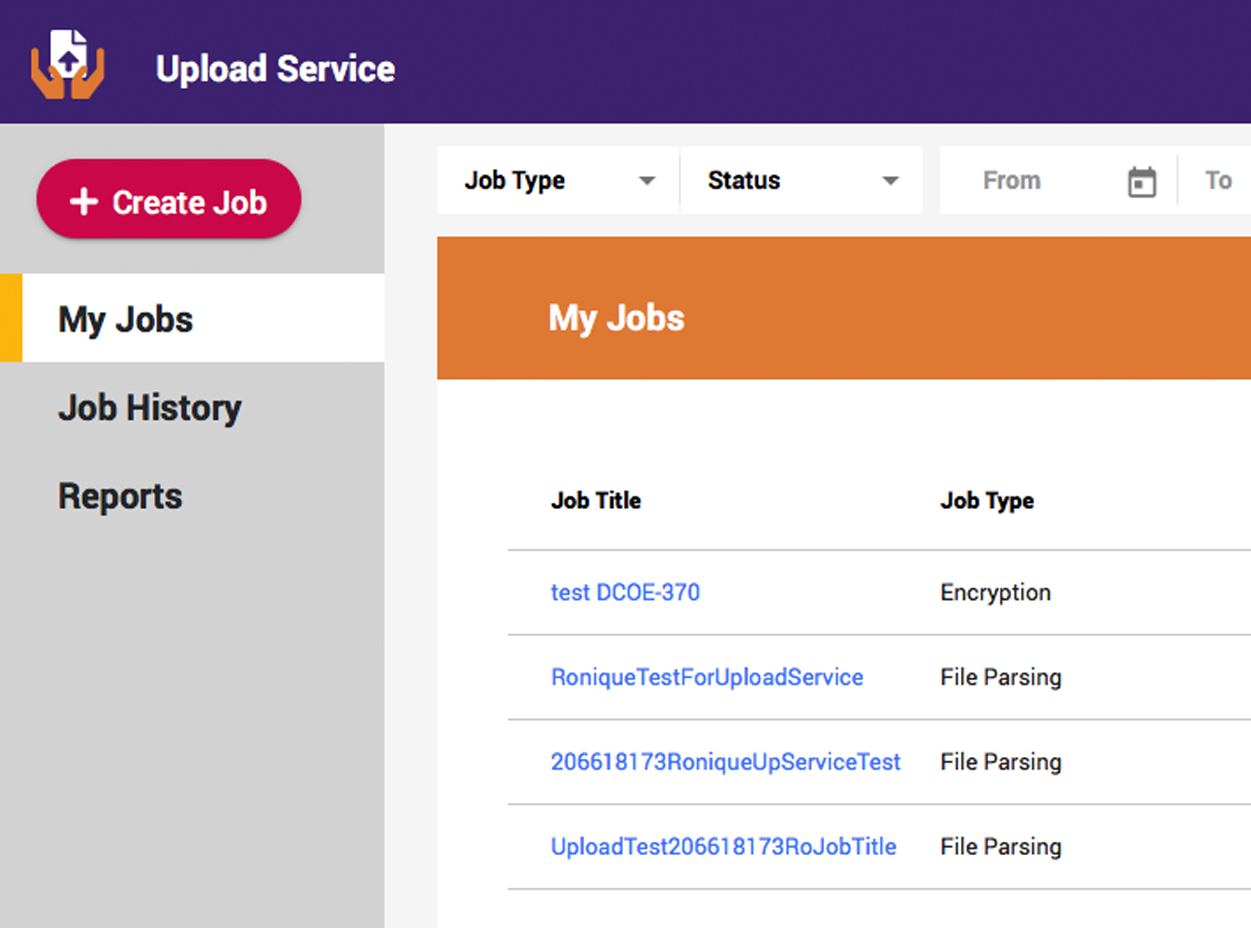 Upload Service
+ Create Job
My Jobs
Job History
Reports
Job Type Status From To
My Jobs
Job Title Job Type
test DCOE-370 Encryption
RoniqueTestForUploadService File Parsing
206618173RoniqueUpServiceTest File Parsing
UploadTest206618173RoJobTitle File Parsing